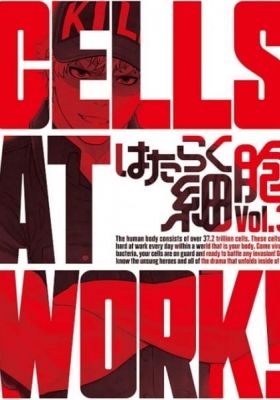 KILL
CELLS
AT
はたらく
細胞
Vol.
The human body consists of over 37.2 trillion cells. These cells
hard at work every day within a world that is your body. Come viru
bacteria, your cells are on guard and ready to battle any invasion! G
know the unsung heroes and all of the drama that unfolds inside of
WORK!